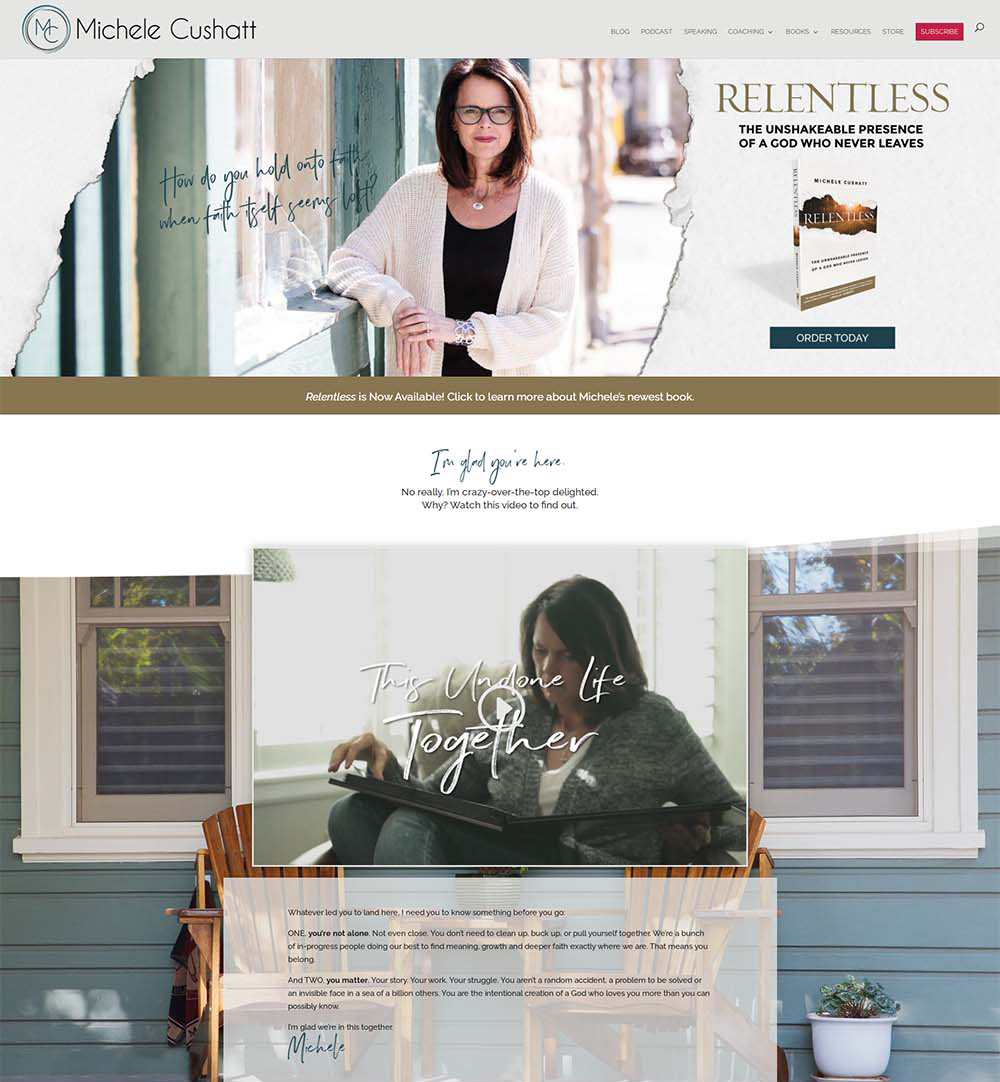 MC Michele Cushatt
BLOG PODCAST SPEAKING COACHING BOOKS RESOURCES STORE SUBSCRIBE
How do you hold onto faith
when faith itself seems lost?
RELENTLESS
THE UNSHAKEABLE PRESENCE
OF A GOD WHO NEVER LEAVES
MICHELE CUSHATT
RELENTLESS
THE UNSHAKEABLE PRESENCE
OF A GOD WHO NEVER LEAVES
RELENTLESS
ORDER TODAY
Relentless is Now Available! Click to learn more about Michele's newest book.
I'm glad you're here.
No really, I'm crazy-over-the-top delighted.
Why? Watch this video to find out.
This Undone Life
Together
Whatever led you to land here, I need you to know something before you go:
ONE, you're not alone. Not even close. You don't need to clean up, buck up, or pull yourself together. We're a bunch
of in-progress people doing our best to find meaning, growth and deeper faith exactly where we are. That means you
belong.
And TWO, you matter. Your story. Your work. Your struggle. You aren't a random accident, a problem to be solved or
an invisible face in a sea of a billion others. You are the intentional creation of a God who loves you more than you can
possibly know.
I'm glad we're in this together
Michele